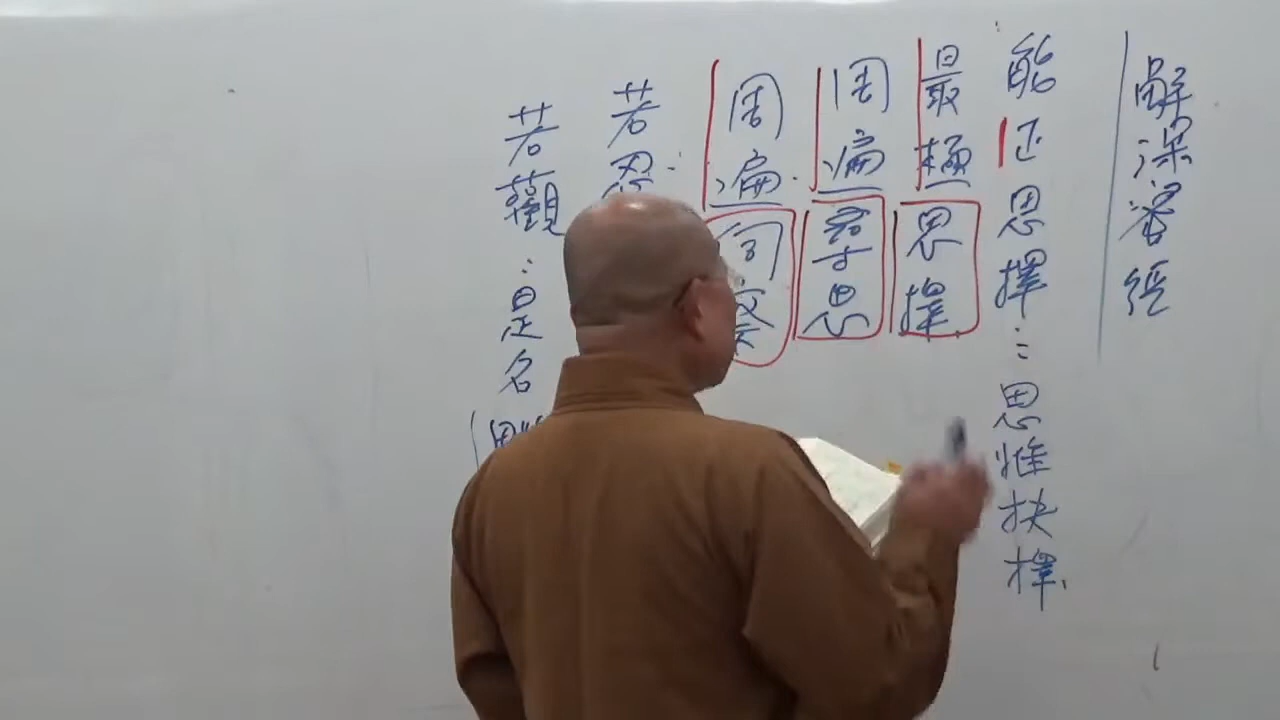 解深密經
能正思擇：思惟抉擇
最極思擇
周遍尋思
周遍伺察
若忍
若觀：是名